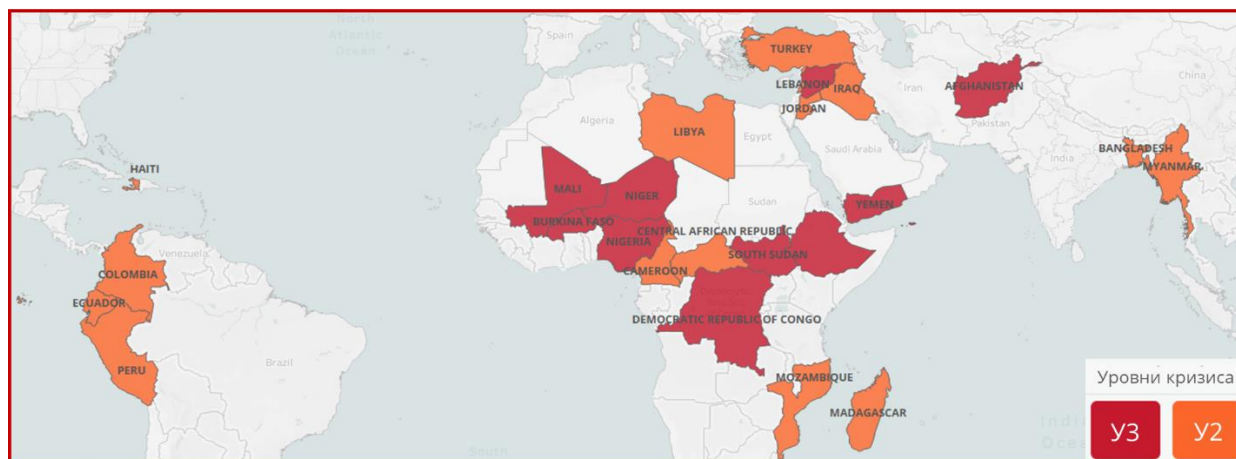 North
Atlantic
Ocean
Spain
TURKEY
China
LEBANON
IRAQ
Iran
AFGHANISTAN
JORDAN
Pakistan
Algeria
LIBYA
Egypt
Saudi Arabia
BANGLADESH
India
MYANMAR
HAITI
MALI
NIGER
Sudan
YEMEN
BURKINA FASO
CENTRAL AFRICAN REPUBLIC
NIGERIA
SOUTH SUDAN
Venezuela
COLOMBIA
CAMEROON
ECUADOR
DEMOCRATIC REPUBLIC OF CONGO
Brazil
PERU
MOZAMBIQUE
MADAGASCAR
Уровни кризиса
У3 У2
South